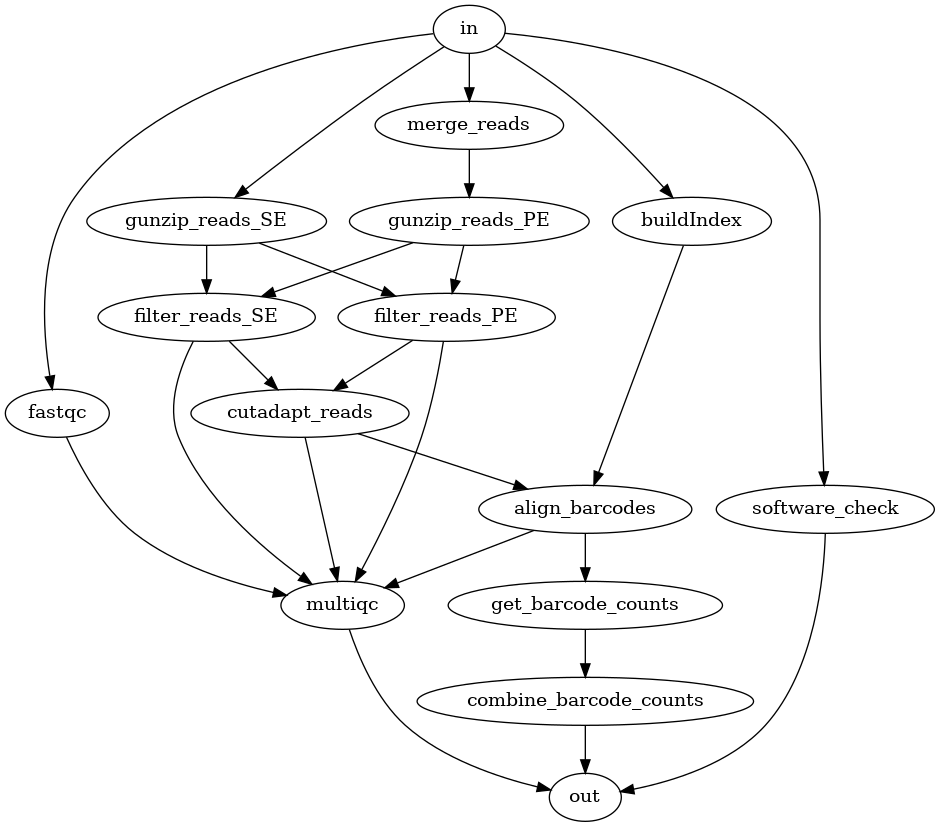 in
merge_reads
gunzip_reads_SE
gunzip_reads_PE
buildIndex
filter_reads_SE
filter_reads_PE
fastqc
cutadapt_reads
align_barcodes
software_check
multiqc
get_barcode_counts
combine_barcode_counts
out